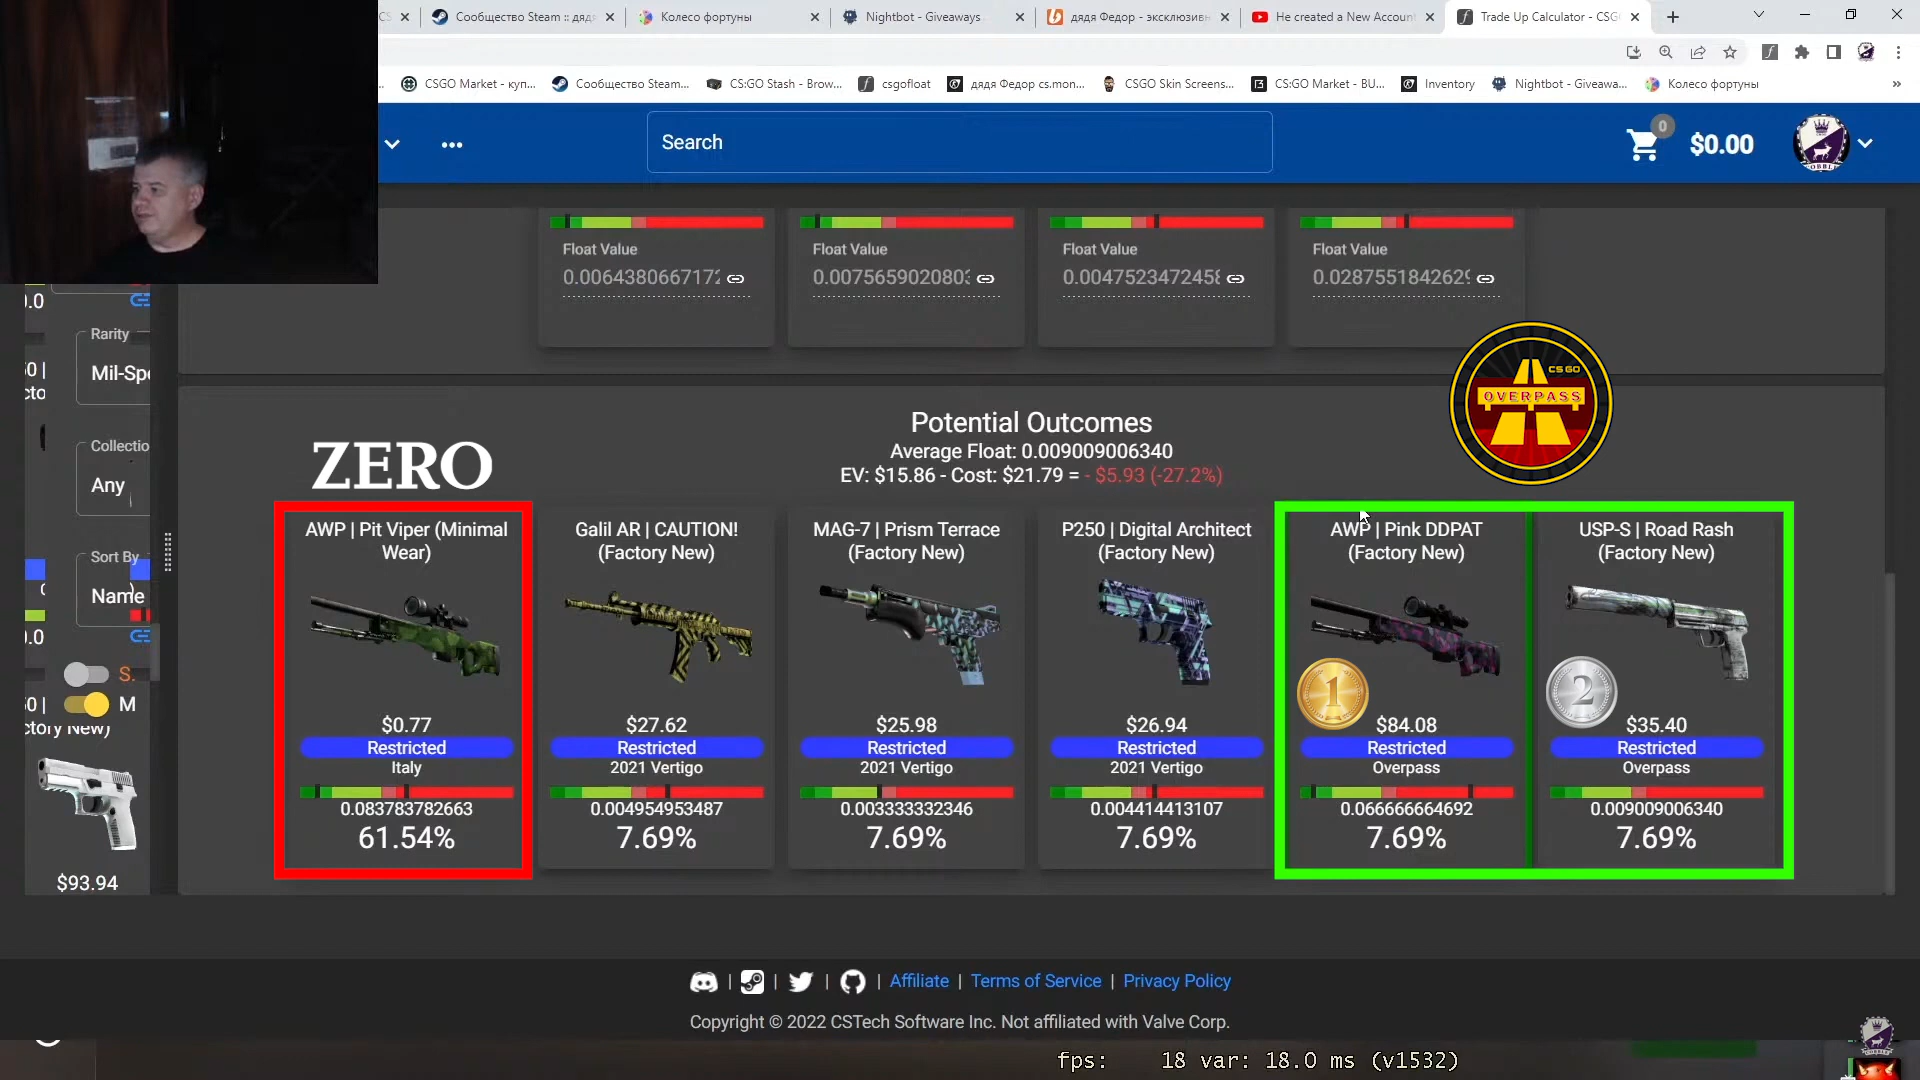 Сообщество Steam :: дядя
Колесо фортуны
Nightbot - Giveaways
дядя Федор - эксклюзивн
He created a New Account
Trade Up Calculator - CSG
CSGO Market - куп...
Сообщество Steam...
CS:GO Stash - Brow...
csgofloat
дядя Федор cs.mon...
CSGO Skin Screens...
CS:GO Market - BU...
Inventory
Nightbot - Giveawa...
Колесо фортуны
»
Search
0
$0.00
Float Value
0.0064380667172
Float Value
0.0075659020803
Float Value
0.0047523472458
Float Value
0.0287551842629
Rarity
Mil-Spe
Collectio
Any
Sort By
Name
S.
M
ctory New)
$93.94
CS GO
OVERPASS
Potential Outcomes
Average Float: 0.009009006340
EV: $15.86 - Cost: $21.79 = - $5.93 (-27.2%)
ZERO
AWP | Pit Viper (Minimal
Wear)
$0.77
Restricted
Italy
0.083783782663
61.54%
Galil AR | CAUTION!
(Factory New)
$27.62
Restricted
2021 Vertigo
0.004954953487
7.69%
MAG-7 | Prism Terrace
(Factory New)
$25.98
Restricted
2021 Vertigo
0.003333332346
7.69%
P250 | Digital Architect
(Factory New)
$26.94
Restricted
2021 Vertigo
0.004414413107
7.69%
AWP | Pink DDPAT
(Factory New)
1
$84.08
Restricted
Overpass
0.066666664692
7.69%
USP-S | Road Rash
(Factory New)
2
$35.40
Restricted
Overpass
0.009009006340
7.69%
| | | | Affiliate | Terms of Service | Privacy Policy
Copyright © 2022 CSTech Software Inc. Not affiliated with Valve Corp.
fps: 18 var: 18.0 ms (v1532)